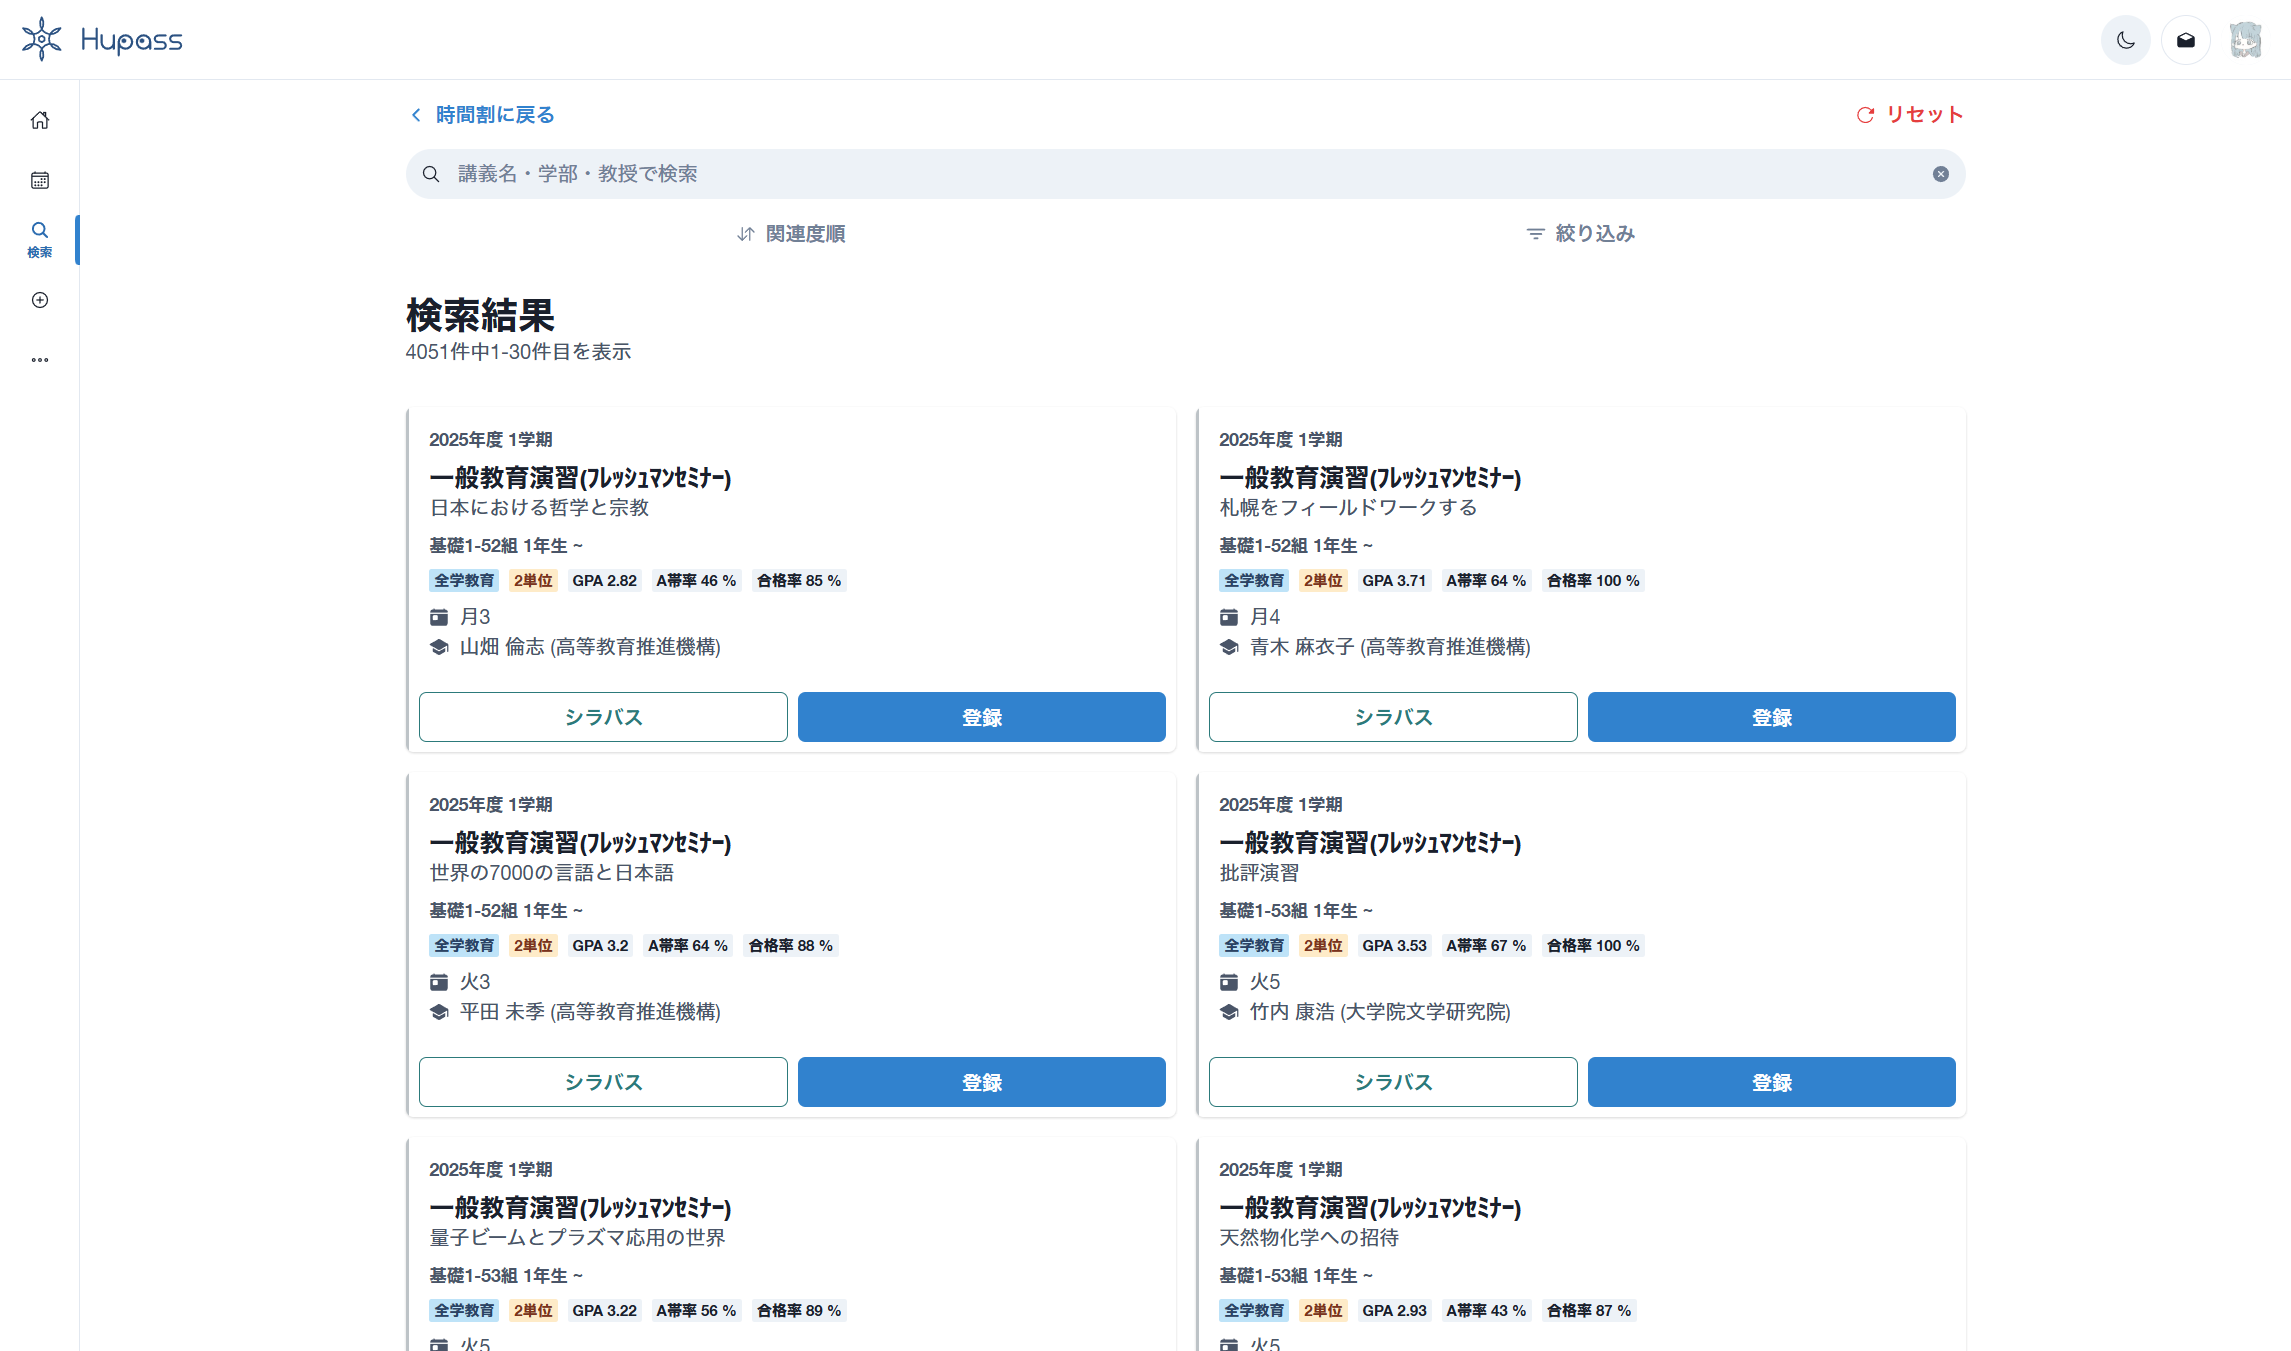 Hupass
時間割に戻る
リセット
講義名・学部・教授で検索
検索
関連度順
絞り込み
検索結果
4051件中1-30件目を表示
2025年度 1学期
一般教育演習(ﾌﾚｯｼｭﾏﾝｾﾐﾅｰ)
日本における哲学と宗教
基礎1-52組 1年生 ~
全学教育 2単位 GPA 2.82 A帯率 46 % 合格率 85 %
月3
山畑 倫志 (高等教育推進機構)
シラバス
登録
2025年度 1学期
一般教育演習(ﾌﾚｯｼｭﾏﾝｾﾐﾅｰ)
札幌をフィールドワークする
基礎1-52組 1年生 ~
全学教育 2単位 GPA 3.71 A帯率 64 % 合格率 100 %
月4
青木 麻衣子 (高等教育推進機構)
シラバス
登録
2025年度 1学期
一般教育演習(ﾌﾚｯｼｭﾏﾝｾﾐﾅｰ)
世界の7000の言語と日本語
基礎1-52組 1年生 ~
全学教育 2単位 GPA 3.2 A帯率 64 % 合格率 88 %
火3
平田 未季 (高等教育推進機構)
シラバス
登録
2025年度 1学期
一般教育演習(ﾌﾚｯｼｭﾏﾝｾﾐﾅｰ)
批評演習
基礎1-53組 1年生 ~
全学教育 2単位 GPA 3.53 A帯率 67 % 合格率 100 %
火5
竹内 康浩 (大学院文学研究院)
シラバス
登録
2025年度 1学期
一般教育演習(ﾌﾚｯｼｭﾏﾝｾﾐﾅｰ)
量子ビームとプラズマ応用の世界
基礎1-53組 1年生 ~
全学教育 2単位 GPA 3.22 A帯率 56 % 合格率 89 %
火5
2025年度 1学期
一般教育演習(ﾌﾚｯｼｭﾏﾝｾﾐﾅｰ)
天然物化学への招待
基礎1-53組 1年生 ~
全学教育 2単位 GPA 2.93 A帯率 43 % 合格率 87 %
火5